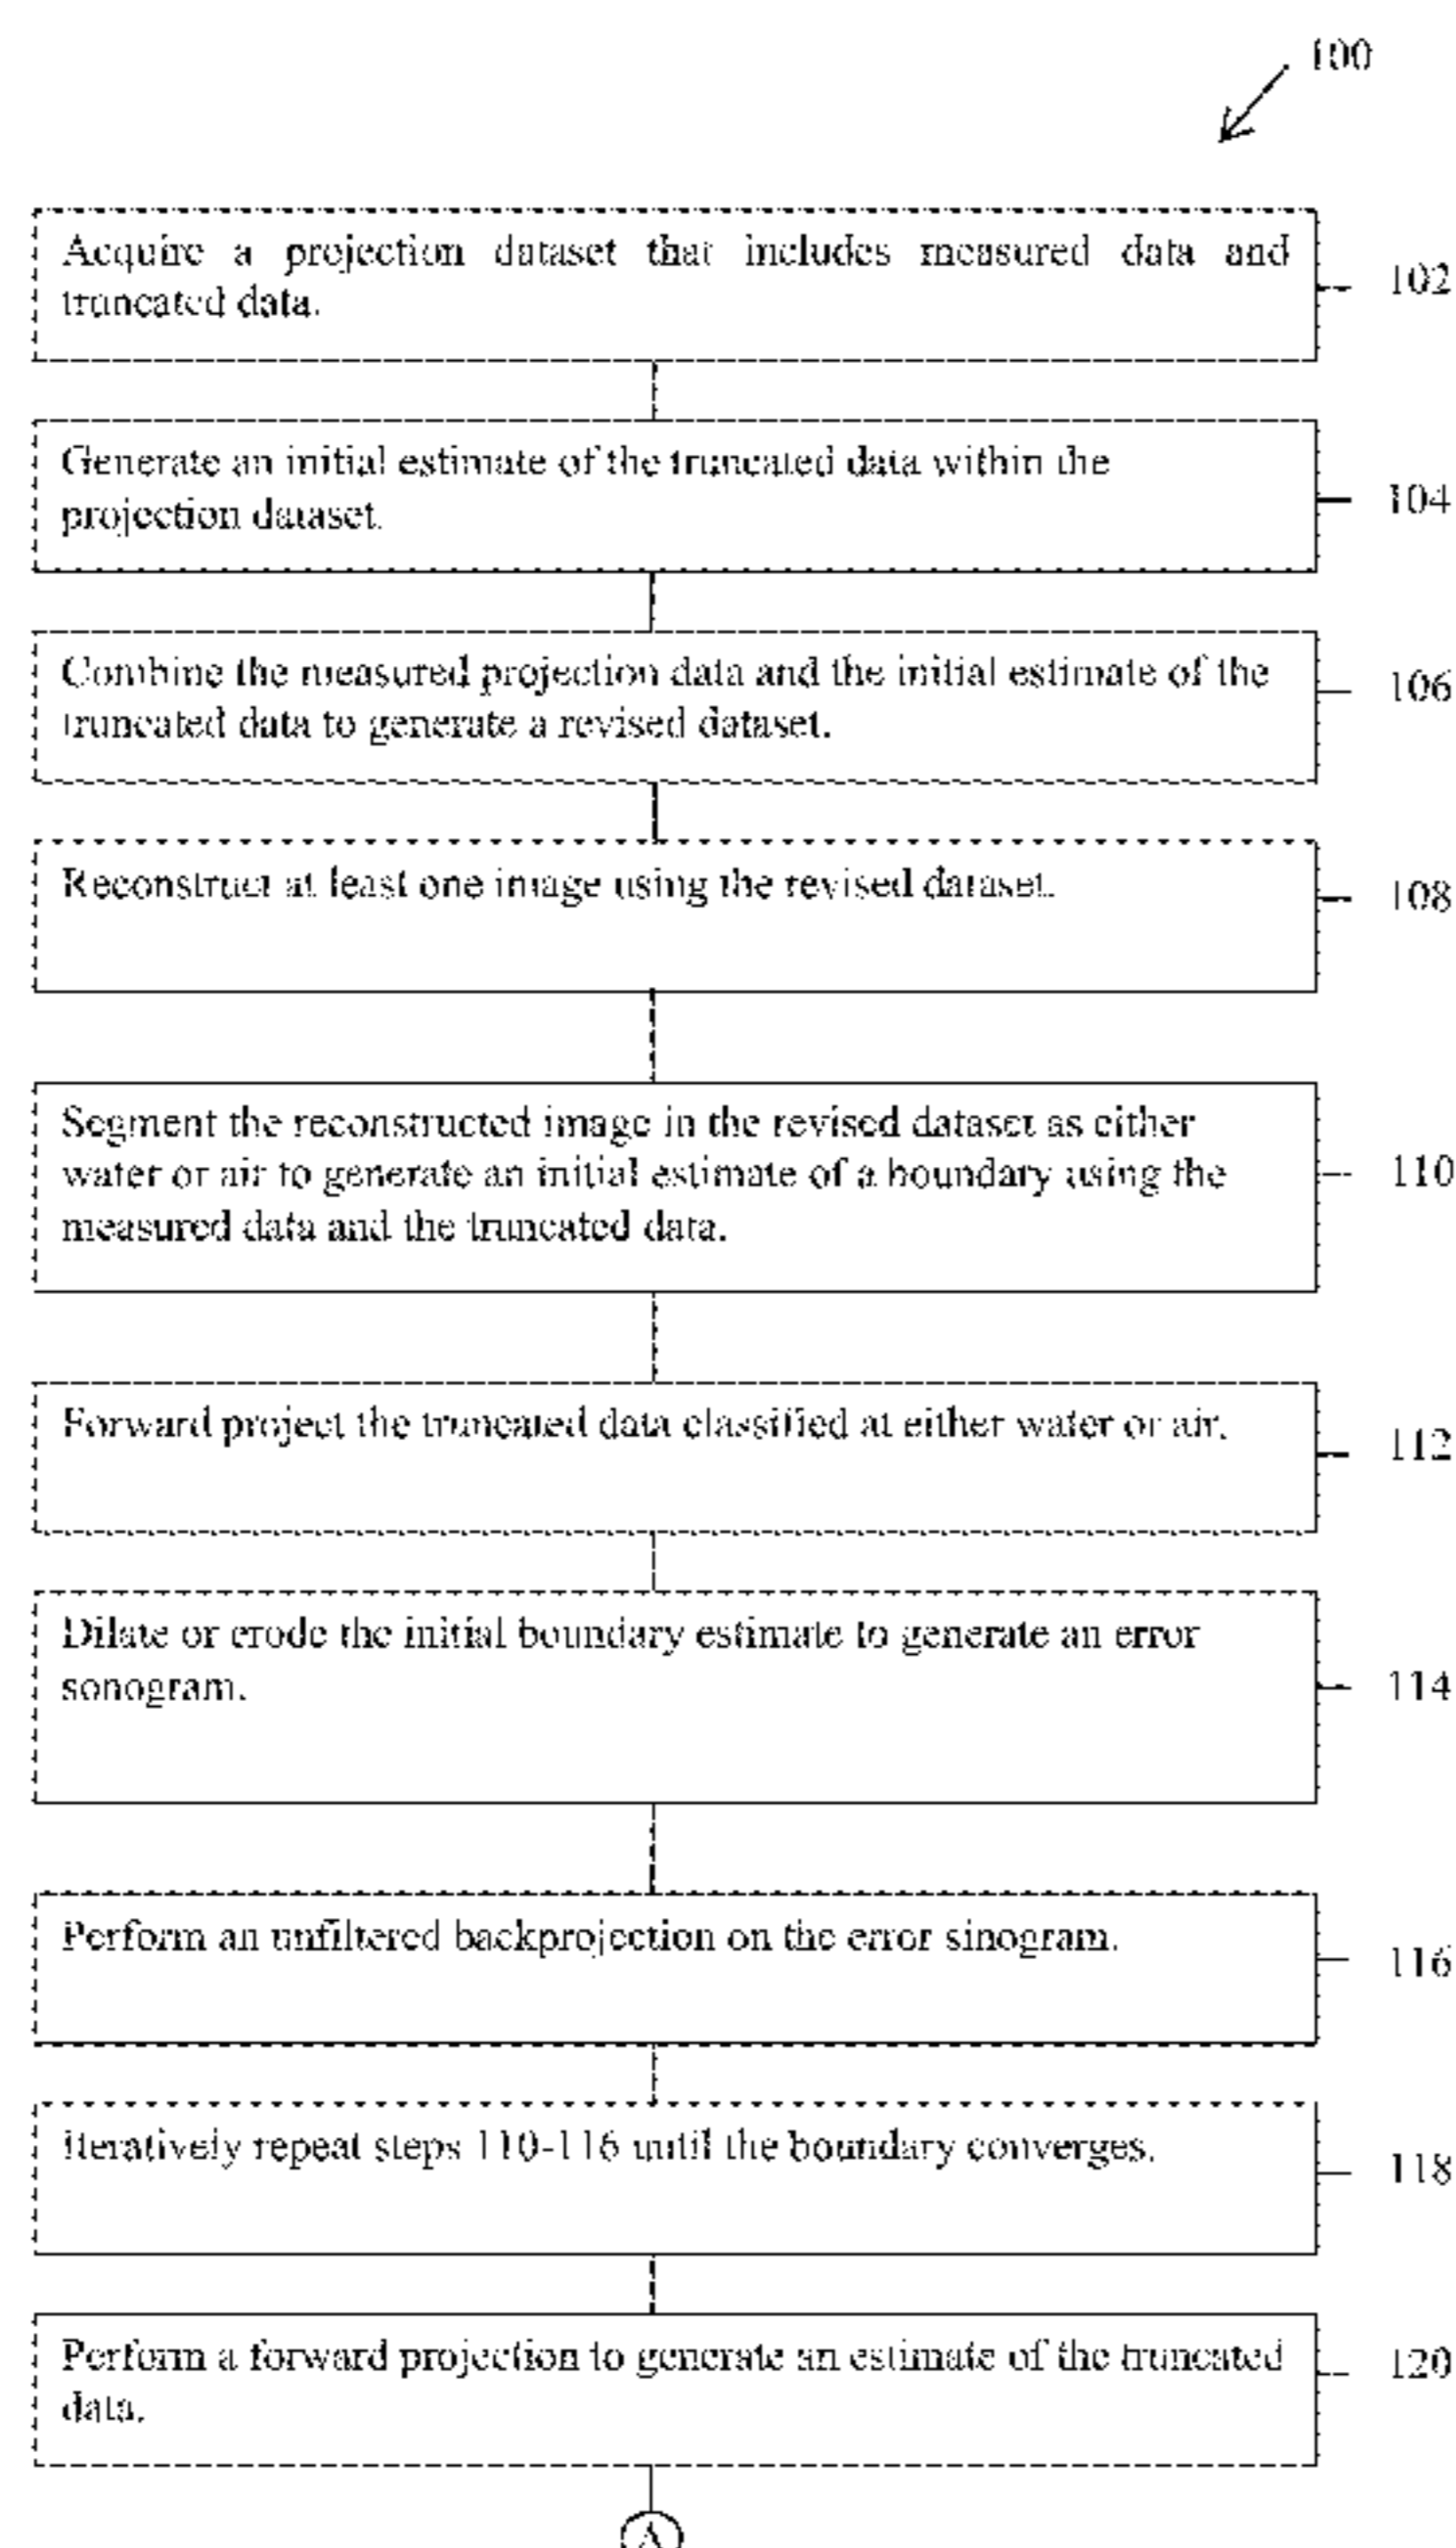 100
Acquire a projection dataset that includes measured data and
truncated data.
102
Generate an initial estimate of the truncated data within the
projection dataset.
104
Combine the measured projection data and the initial estimate of the
truncated data to generate a revised dataset.
106
Reconstruct at least one image using the revised dataset.
108
Segment the reconstructed image in the revised dataset as either
water or air to generate an initial estimate of a boundary using the
measured data and the truncated data.
110
Forward project the truncated data classified at either water or air.
112
Dilate or erode the initial boundary estimate to generate an error
sonogram.
114
Perform an unfiltered backprojection on the error sinogram.
116
Iteratively repeat steps 110-116 until the boundary converges.
118
Perform a forward projection to generate an estimate of the truncated
data.
120
A